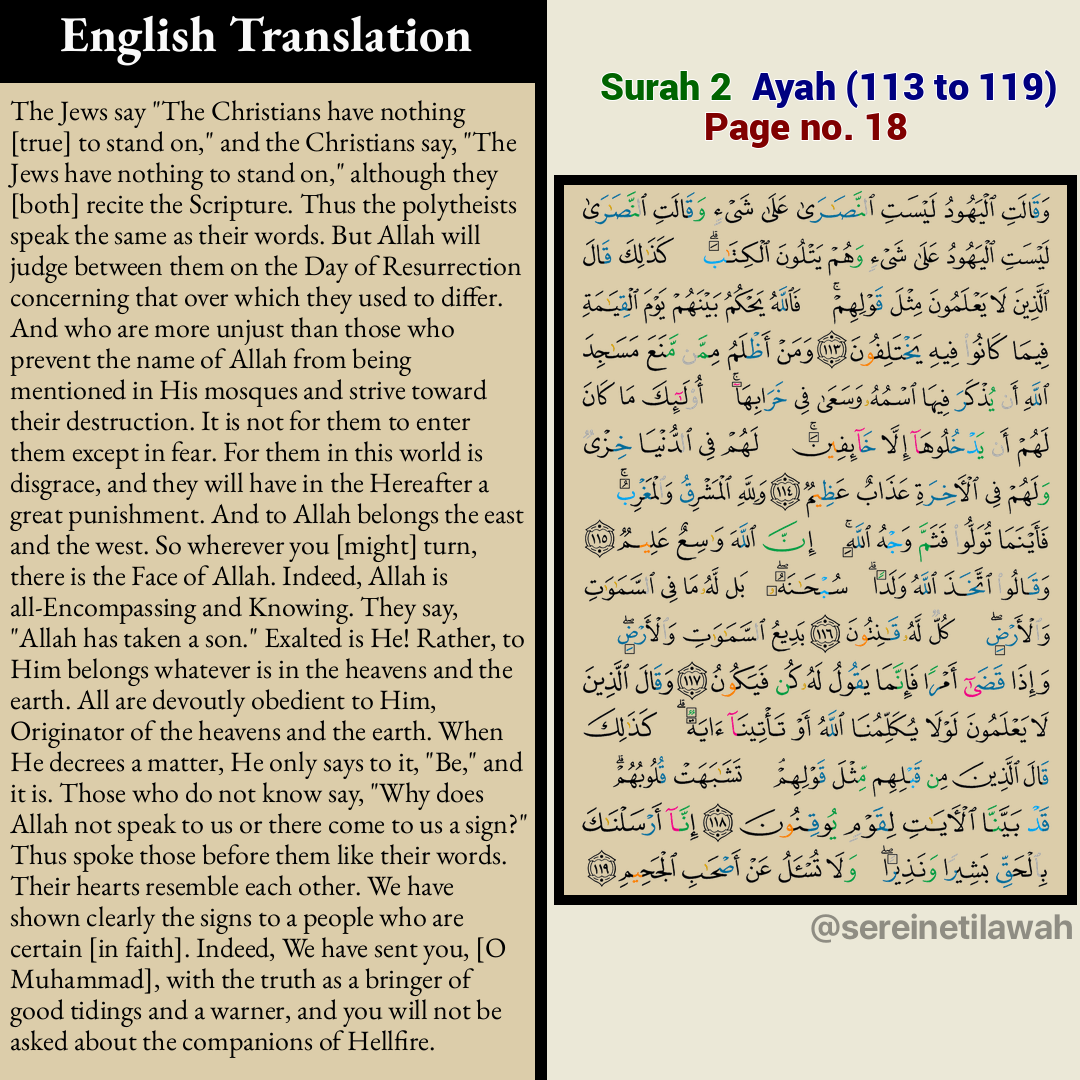 English Translation
The Jews say "The Christians have nothing
[true] to stand on," and the Christians say, "The
Jews have nothing to stand on," although they
[both] recite the Scripture. Thus the polytheists
speak the same as their words. But Allah will
judge between them on the Day of Resurrection
concerning that over which they used to differ.
And who are more unjust than those who
prevent the name of Allah from being
mentioned in His mosques and strive toward
their destruction. It is not for them to enter
them except in fear. For them in this world is
disgrace, and they will have in the Hereafter a
great punishment. And to Allah belongs the east
and the west. So wherever you [might] turn,
there is the Face of Allah. Indeed, Allah is
all-Encompassing and Knowing. They say,
"Allah has taken a son." Exalted is He! Rather, to
Him belongs whatever is in the heavens and the
earth. All are devoutly obedient to Him,
Originator of the heavens and the earth. When
He decrees a matter, He only says to it, "Be," and
it is. Those who do not know say, "Why does
Allah not speak to us or there come to us a sign?"
Thus spoke those before them like their words.
Their hearts resemble each other. We have
shown clearly the signs to a people who are
certain [in faith]. Indeed, We have sent you, [O
Muhammad], with the truth as a bringer of
good tidings and a warner, and you will not be
asked about the companions of Hellfire.
Surah 2 Ayah (113 to 119)
Page no. 18
وَقَالَتِ ٱلْيَهُودُ لَيْسَتِ ٱلنَّصَـٰرَىٰ عَلَىٰ شَىْءٍ وَقَالَتِ ٱلنَّصَـٰرَىٰ
لَيْسَتِ ٱلْيَهُودُ عَلَىٰ شَىْءٍ وَهُمْ يَتْلُونَ ٱلْكِتَـٰبَ ۗ كَذَٰلِكَ قَالَ
ٱلَّذِينَ لَا يَعْلَمُونَ مِثْلَ قَوْلِهِمْ ۚ فَٱللَّهُ يَحْكُمُ بَيْنَهُمْ يَوْمَ ٱلْقِيَـٰمَةِ
فِيمَا كَانُوا۟ فِيهِ يَخْتَلِفُونَ ١١٣ وَمَنْ أَظْلَمُ مِمَّن مَّنَعَ مَسَـٰجِدَ
ٱللَّهِ أَن يُذْكَرَ فِيهَا ٱسْمُهُۥ وَسَعَىٰ فِى خَرَابِهَآ ۚ أُو۟لَـٰٓئِكَ مَا كَانَ
لَهُمْ أَن يَدْخُلُوهَآ إِلَّا خَآئِفِينَ ۚ لَهُمْ فِى ٱلدُّنْيَا خِزْىٌ
وَلَهُمْ فِى ٱلْـَٔاخِرَةِ عَذَابٌ عَظِيمٌ ١١٤ وَلِلَّهِ ٱلْمَشْرِقُ وَٱلْمَغْرِبُ ۚ
فَأَيْنَمَا تُوَلُّوا۟ فَثَمَّ وَجْهُ ٱللَّهِ ۚ إِنَّ ٱللَّهَ وَٰسِعٌ عَلِيمٌ ١١٥
وَقَالُوا۟ ٱتَّخَذَ ٱللَّهُ وَلَدًا ۗ سُبْحَـٰنَهُۥ ۖ بَل لَّهُۥ مَا فِى ٱلسَّمَـٰوَٰتِ
وَٱلْأَرْضِ ۖ كُلٌّ لَّهُۥ قَـٰنِتُونَ ١١٦ بَدِيعُ ٱلسَّمَـٰوَٰتِ وَٱلْأَرْضِ ۖ
وَإِذَا قَضَىٰٓ أَمْرًا فَإِنَّمَا يَقُولُ لَهُۥ كُن فَيَكُونُ ١١٧ وَقَالَ ٱلَّذِينَ
لَا يَعْلَمُونَ لَوْلَا يُكَلِّمُنَا ٱللَّهُ أَوْ تَأْتِينَآ ءَايَةٌ ۗ كَذَٰلِكَ
قَالَ ٱلَّذِينَ مِن قَبْلِهِم مِّثْلَ قَوْلِهِمْ ۘ تَشَـٰبَهَتْ قُلُوبُهُمْ ۗ
قَدْ بَيَّنَّا ٱلْـَٔايَـٰتِ لِقَوْمٍ يُوقِنُونَ ١١٨ إِنَّآ أَرْسَلْنَـٰكَ
بِٱلْحَقِّ بَشِيرًا وَنَذِيرًا ۖ وَلَا تُسْـَٔلُ عَنْ أَصْحَـٰبِ ٱلْجَحِيمِ ١١٩
@sereinetilawah